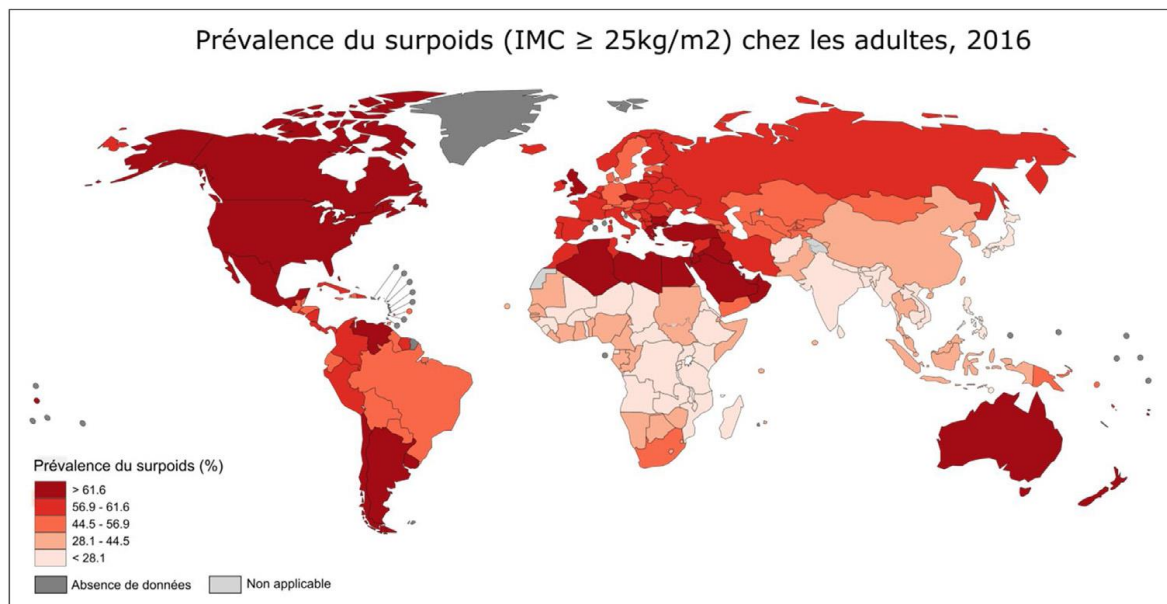 Prévalence du surpoids (IMC ≥ 25kg/m2) chez les adultes, 2016
Prévalence du surpoids (%)
> 61.6
56.9 - 61.6
44.5 - 56.9
28.1 - 44.5
< 28.1
Absence de données
Non applicable